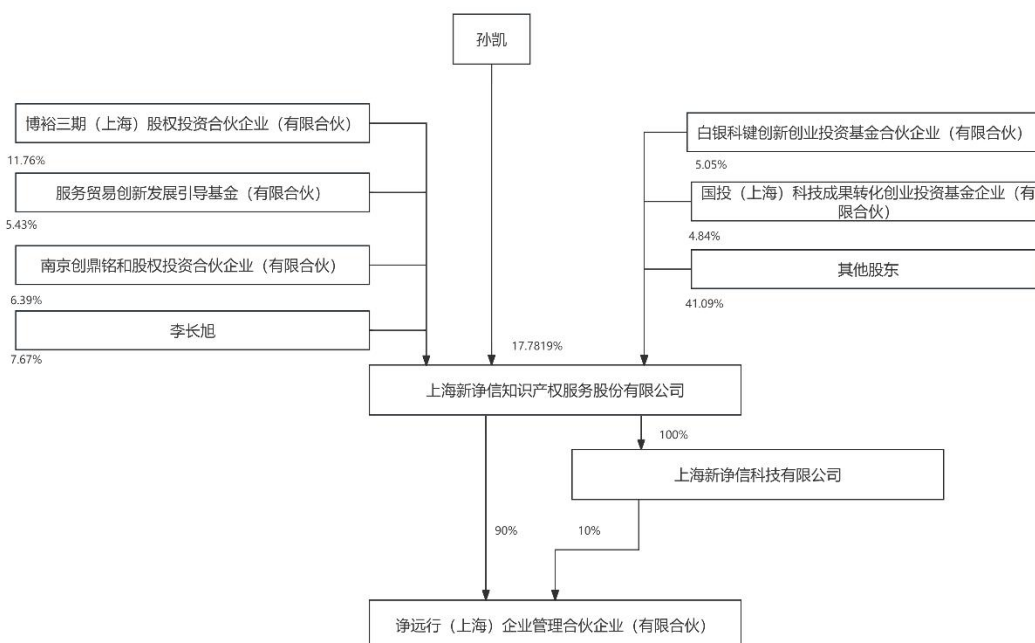 孙凯
博裕三期（上海）股权投资合伙企业（有限合伙）
11.76%
服务贸易创新发展引导基金（有限合伙）
5.43%
南京创鼎铭和股权投资合伙企业（有限合伙）
6.39%
李长旭
7.67%
白银科键创新创业投资基金合伙企业（有限合伙）
5.05%
国投（上海）科技成果转化创业投资基金企业（有
限合伙）
4.84%
其他股东
41.09%
17.7819%
上海新诤信知识产权服务股份有限公司
100%
上海新诤信科技有限公司
90%
10%
诤远行（上海）企业管理合伙企业（有限合伙）